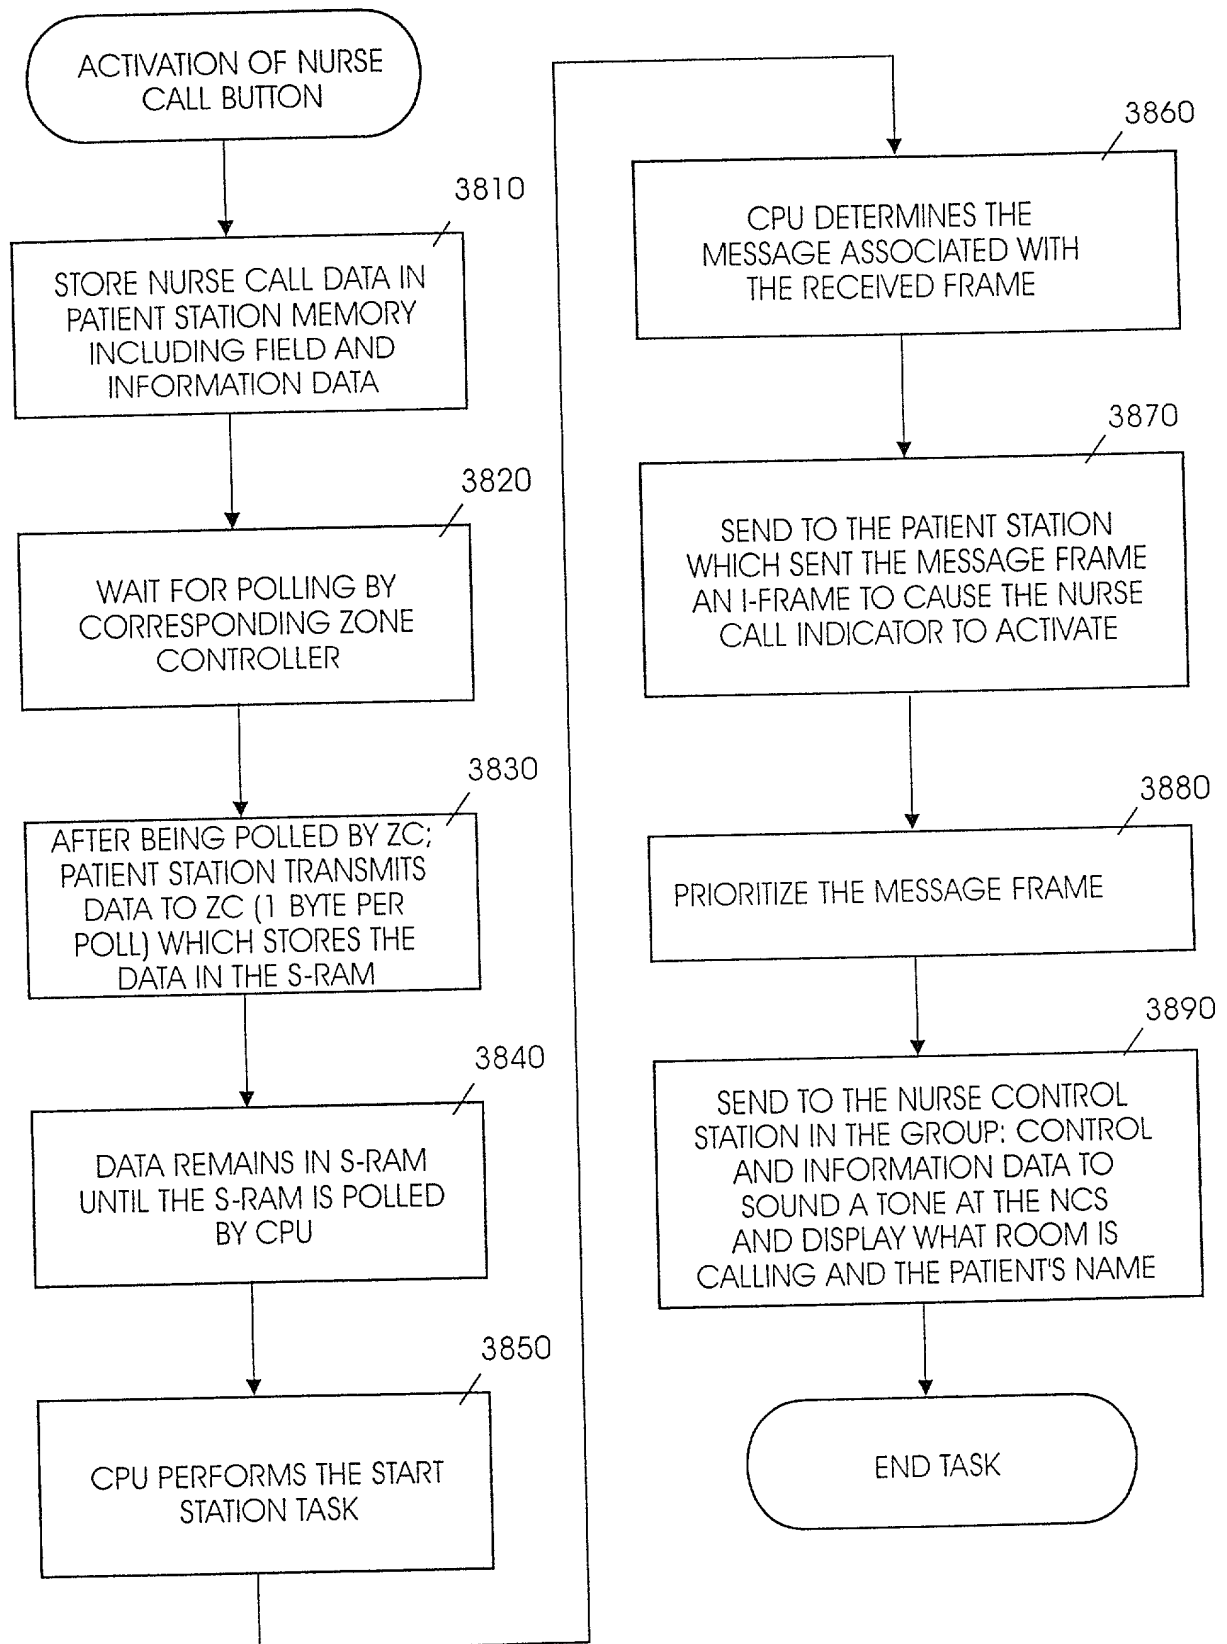 ACTIVATION OF NURSE
CALL BUTTON
3810
STORE NURSE CALL DATA IN
PATIENT STATION MEMORY
INCLUDING FIELD AND
INFORMATION DATA
3820
WAIT FOR POLLING BY
CORRESPONDING ZONE
CONTROLLER
3830
AFTER BEING POLLED BY ZC;
PATIENT STATION TRANSMITS
DATA TO ZC (1 BYTE PER
POLL) WHICH STORES THE
DATA IN THE S-RAM
3840
DATA REMAINS IN S-RAM
UNTIL THE S-RAM IS POLLED
BY CPU
3850
CPU PERFORMS THE START
STATION TASK
3860
CPU DETERMINES THE
MESSAGE ASSOCIATED WITH
THE RECEIVED FRAME
3870
SEND TO THE PATIENT STATION
WHICH SENT THE MESSAGE FRAME
AN I-FRAME TO CAUSE THE NURSE
CALL INDICATOR TO ACTIVATE
3880
PRIORITIZE THE MESSAGE FRAME
3890
SEND TO THE NURSE CONTROL
STATION IN THE GROUP: CONTROL
AND INFORMATION DATA TO
SOUND A TONE AT THE NCS
AND DISPLAY WHAT ROOM IS
CALLING AND THE PATIENT'S NAME
END TASK